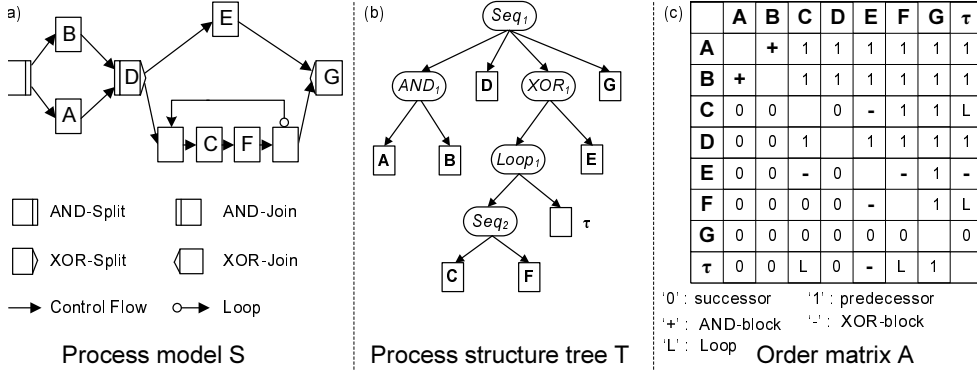 a)
B
E
D
G
A
C F
AND-Split AND-Join
XOR-Split XOR-Join
Control Flow Loop
Process model S
(b)
Seq1
AND1 D XOR1 G
A B Loop1 E
Seq2 τ
C F
Process structure tree T
(c)
A B C D E F G τ
A + 1 1 1 1 1 1
B + 1 1 1 1 1 1
C 0 0 0 - 1 1 L
D 0 0 1 1 1 1 1
E 0 0 - 0 - 1 -
F 0 0 0 0 - 1 L
G 0 0 0 0 0 0 0
τ 0 0 L 0 - L 1
'0' : successor '1' : predecessor
'+' : AND-block '-' : XOR-block
'L' : Loop
Order matrix A